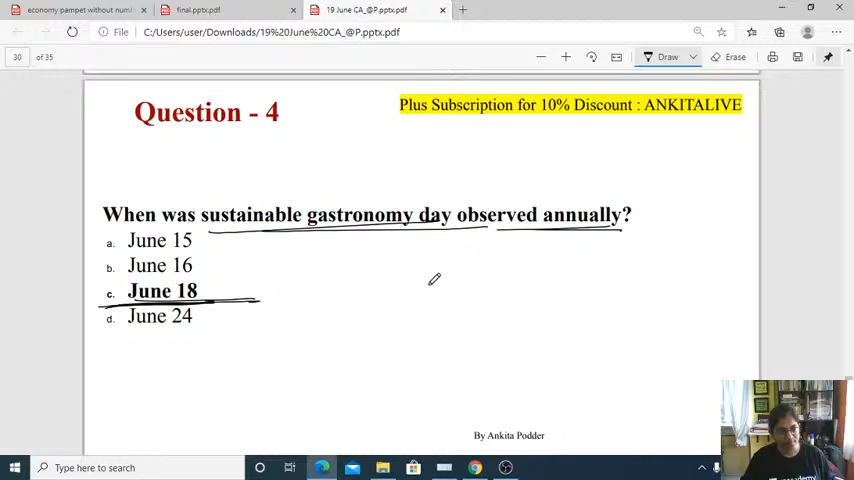 economy pampet without num
final.pptx.pdf
19 June CA_@P.pptx.pdf
File
C:/Users/user/Downloads/19%20June%20CA_@P.pptx.pdf
30 of 35
Draw
Erase
Question - 4
Plus Subscription for 10% Discount : ANKITALIVE
When was sustainable gastronomy day observed annually?
a. June 15
b. June 16
c. June 18
d. June 24
By Ankita Podder
Type here to search